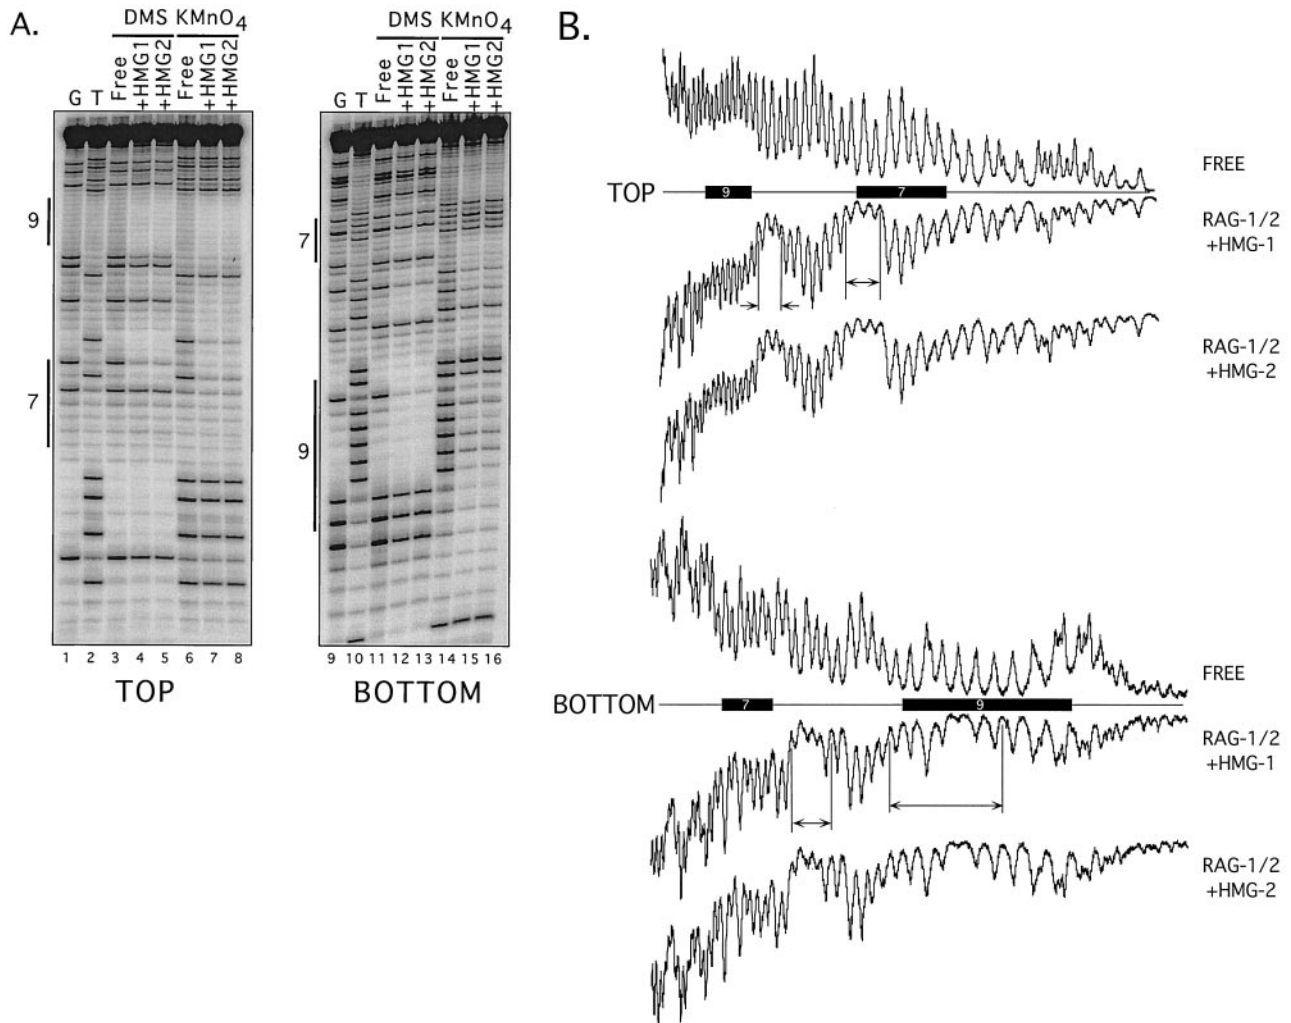 A.
DMS KMnO4
Free
+HMG1
+HMG2
Free
+HMG1
+HMG2
G T
9
7
1 2 3 4 5 6 7 8
TOP
DMS KMnO4
Free
+HMG1
+HMG2
Free
+HMG1
+HMG2
G T
7
9
9 10 11 12 13 14 15 16
BOTTOM
B.
FREE
TOP
9
7
RAG-1/2
+HMG-1
RAG-1/2
+HMG-2
FREE
BOTTOM
7
9
RAG-1/2
+HMG-1
RAG-1/2
+HMG-2